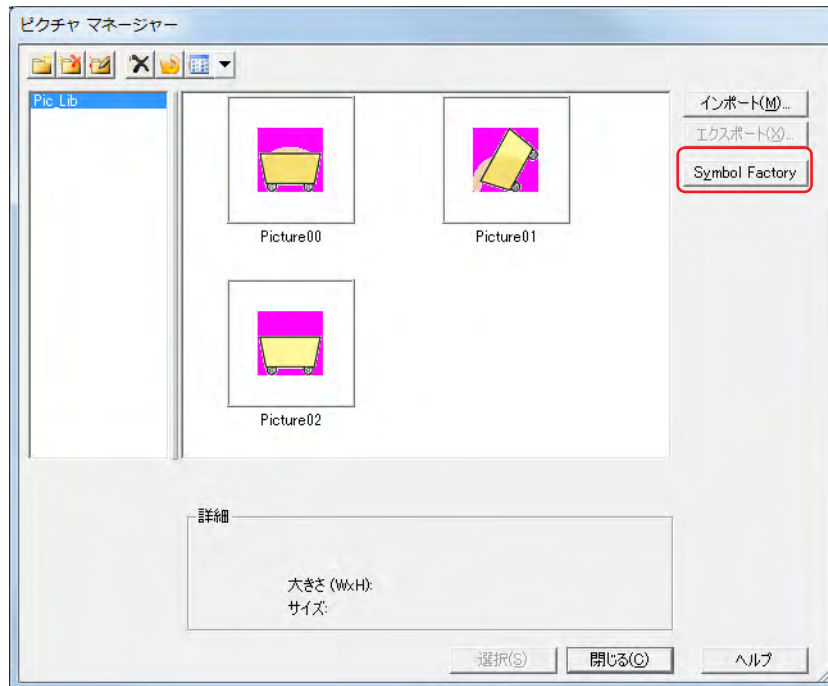 ピクチャ マネージャー
Pic_Lib
Picture00
Picture01
Picture02
インポート(M)...
エクスポート(X)...
Symbol Factory
詳細
大きさ (WxH):
サイズ:
選択(S)
閉じる(C)
ヘルプ